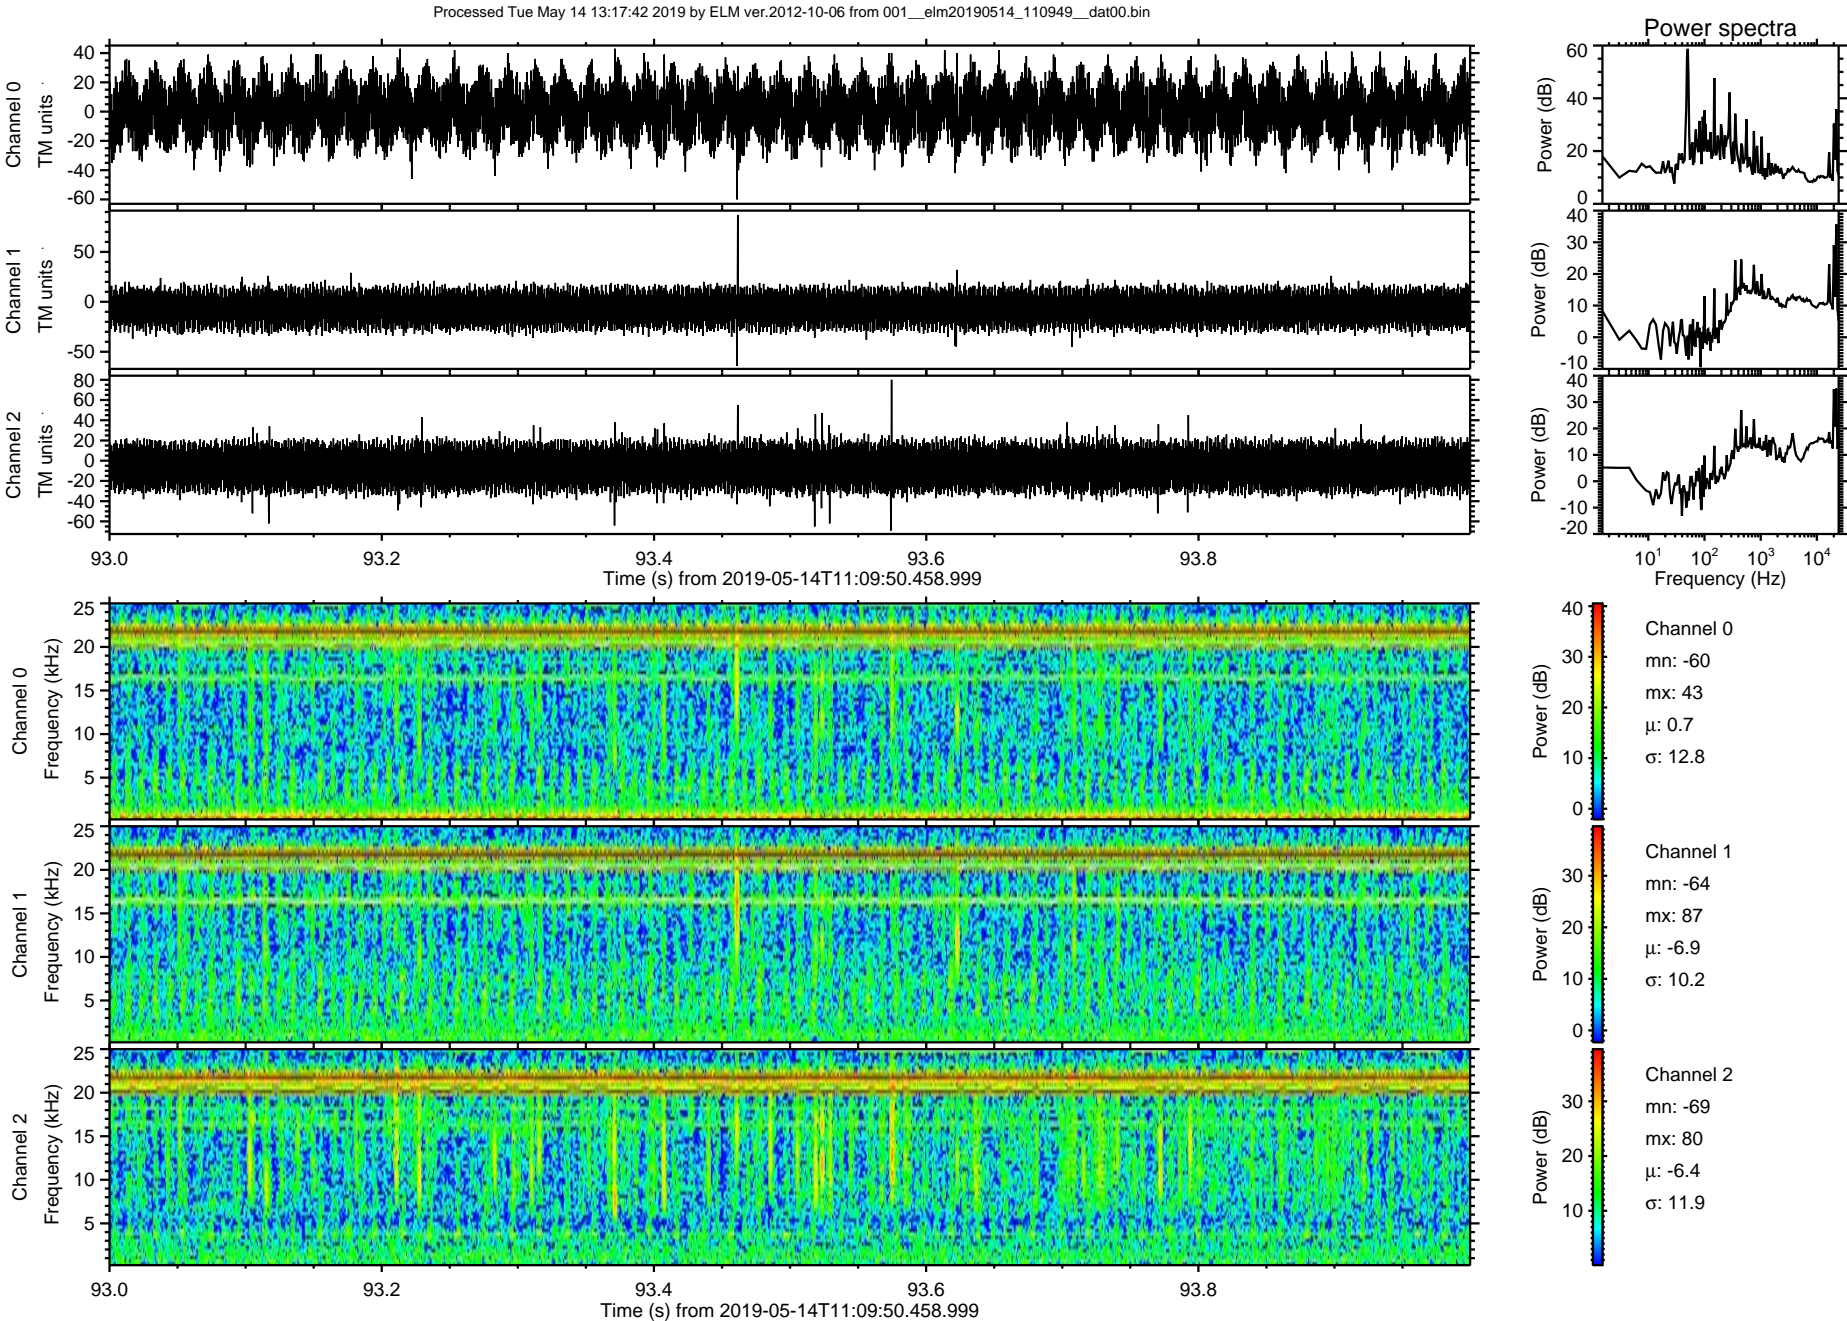 Processed Tue May 14 13:17:42 2019 by ELM ver.2012-10-06 from 001__elm20190514_110949__dat00.bin
Power spectra
Channel 0
TM units
40
20
0
-20
-40
-60
Power (dB)
60
40
20
0
Channel 1
TM units
50
0
-50
Power (dB)
40
30
20
10
0
-10
Channel 2
TM units
80
60
40
20
0
-20
-40
-60
Power (dB)
40
30
20
10
0
-10
-20
93.0 93.2 93.4 93.6 93.8
Time (s) from 2019-05-14T11:09:50.458.999
10^1 10^2 10^3 10^4
Frequency (Hz)
Channel 0
Frequency (kHz)
25
20
15
10
5
Power (dB)
40
30
20
10
0
Channel 0
mn: -60
mx: 43
μ: 0.7
σ: 12.8
Channel 1
Frequency (kHz)
25
20
15
10
5
Power (dB)
30
20
10
0
Channel 1
mn: -64
mx: 87
μ: -6.9
σ: 10.2
Channel 2
Frequency (kHz)
25
20
15
10
5
Power (dB)
30
20
10
Channel 2
mn: -69
mx: 80
μ: -6.4
σ: 11.9
93.0 93.2 93.4 93.6 93.8
Time (s) from 2019-05-14T11:09:50.458.999